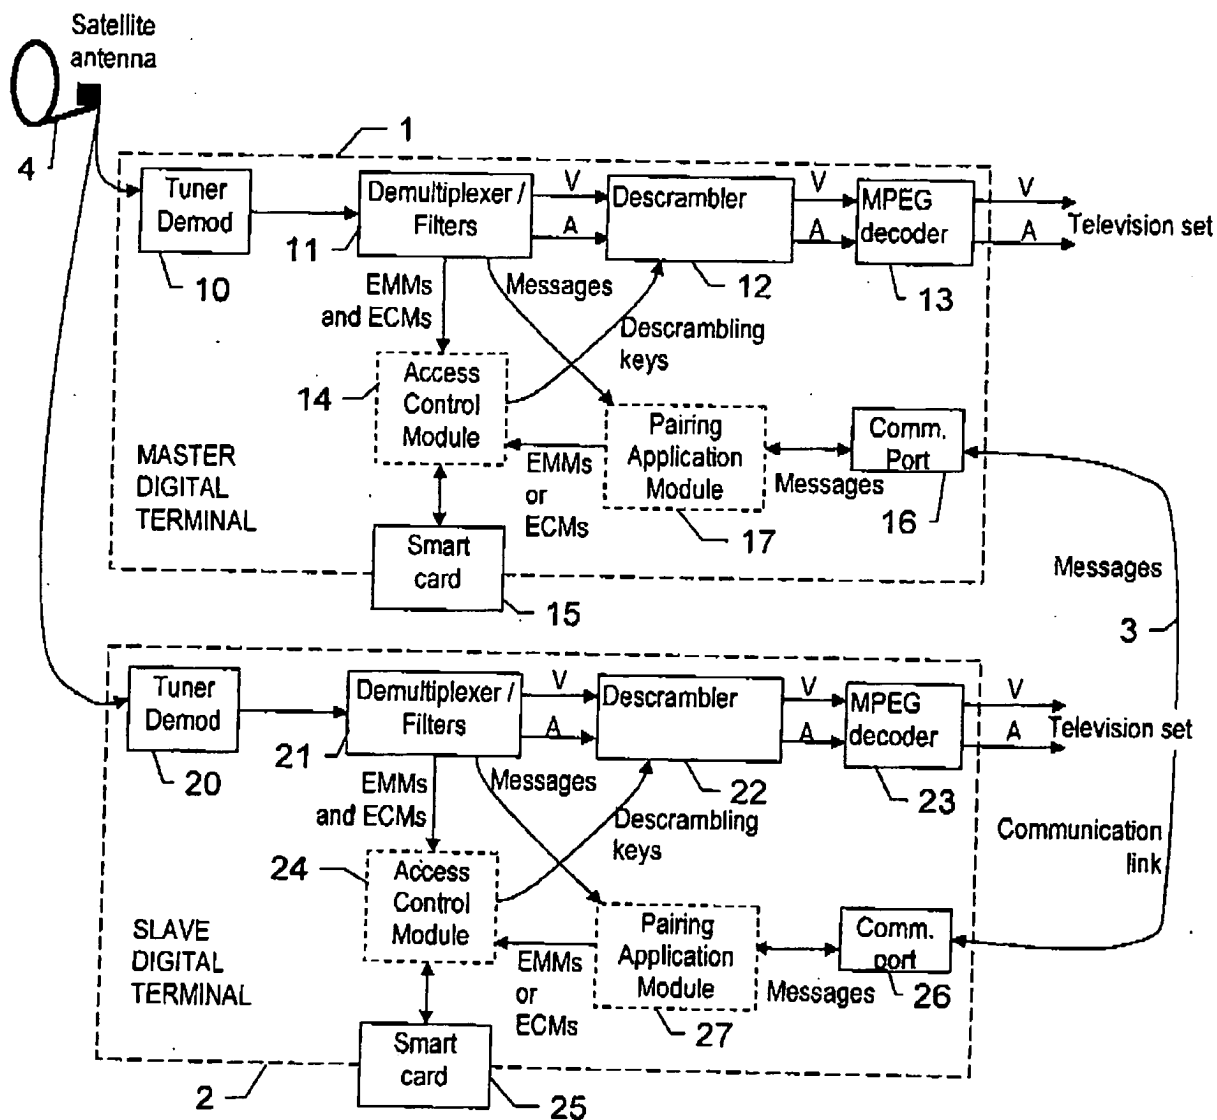 Satellite
antenna
4
1
Tuner
Demod
10
Demultiplexer /
Filters
11
V
A
Descrambler
12
V
A
MPEG
decoder
13
V
A
Television set
EMMs
and ECMs
Messages
Descrambling
keys
14
Access
Control
Module
EMMs
or
ECMs
Pairing
Application
Module
17
Messages
Comm.
Port
16
MASTER
DIGITAL
TERMINAL
Smart
card
15
Messages
3
Communication
link
Tuner
Demod
20
Demultiplexer /
Filters
21
V
A
Descrambler
22
V
A
MPEG
decoder
23
V
A
Television set
EMMs
and ECMs
Messages
Descrambling
keys
24
Access
Control
Module
EMMs
or
ECMs
Pairing
Application
Module
27
Messages
Comm.
port
26
SLAVE
DIGITAL
TERMINAL
2
Smart
card
25